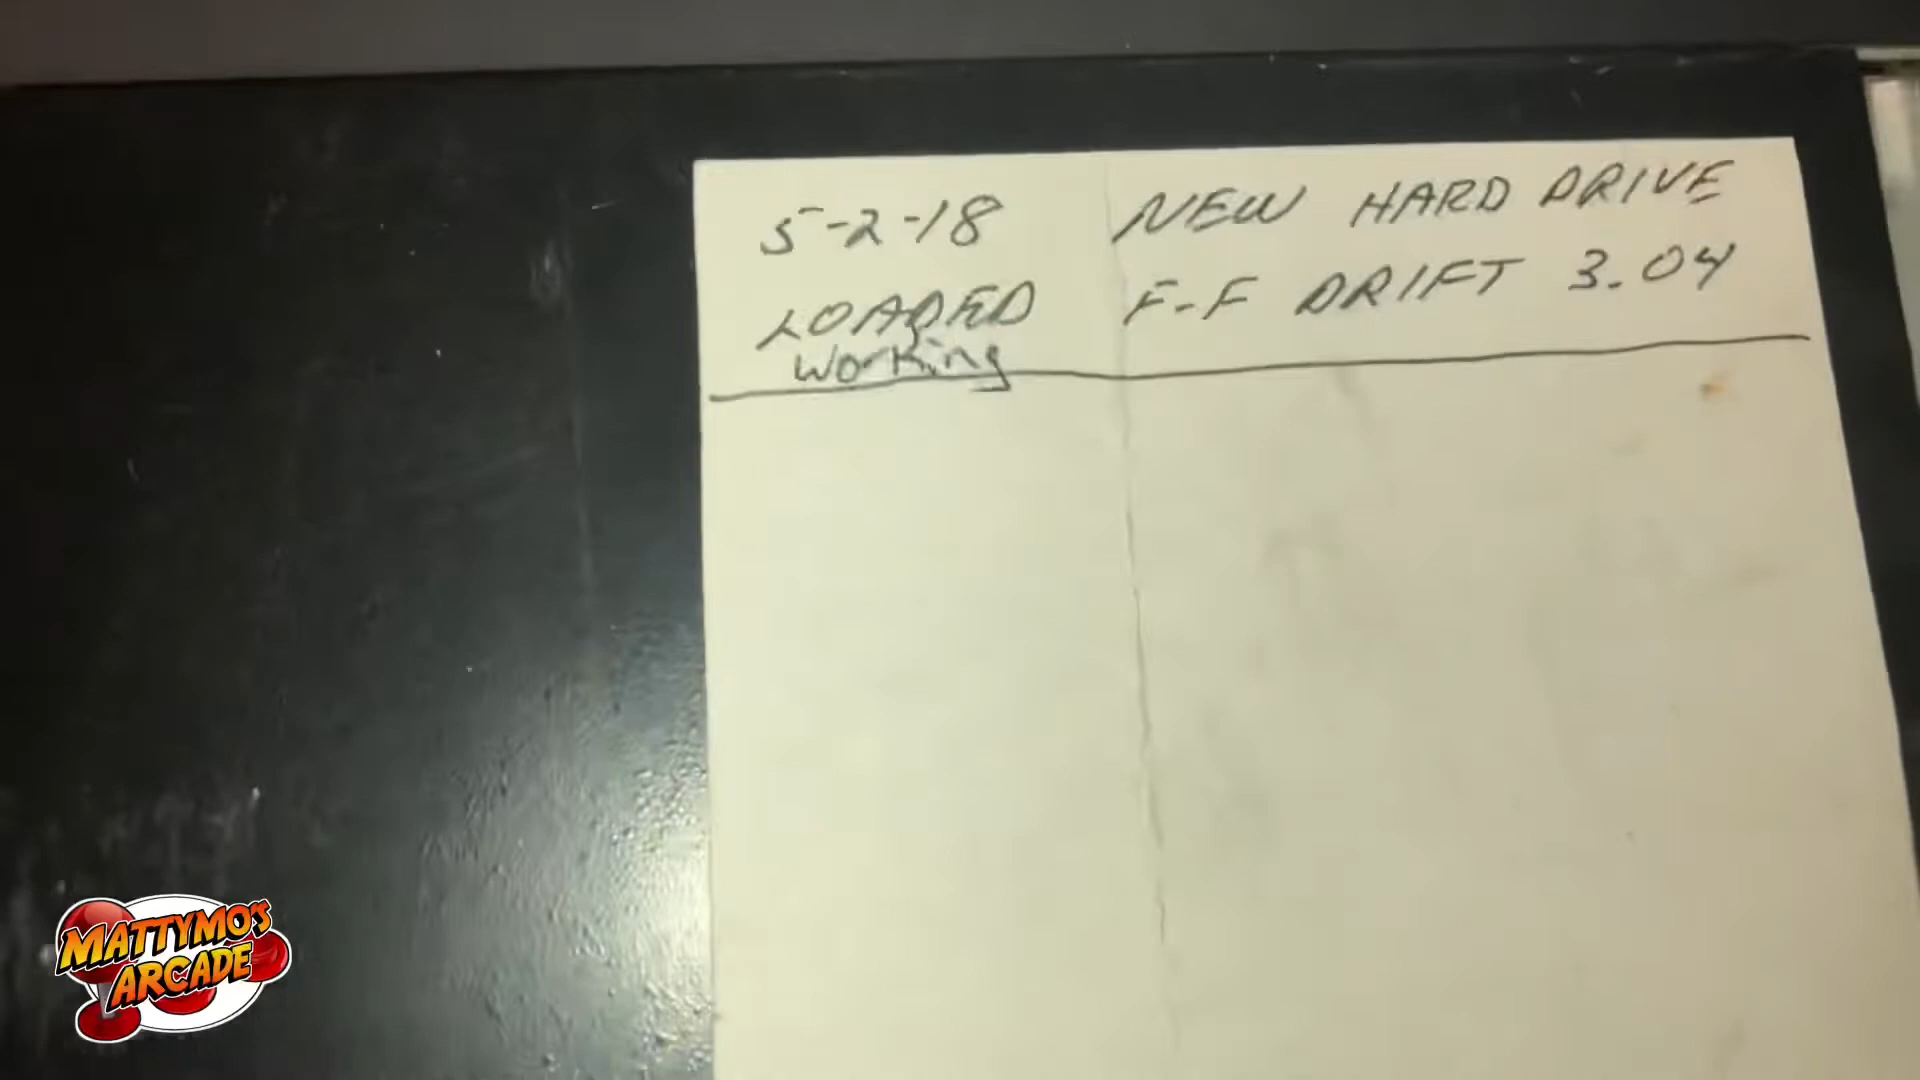 5-2-18 NEW HARD DRIVE
LOADED F-F DRIFT 3.04
Working
MATTYMO'S
ARCADE